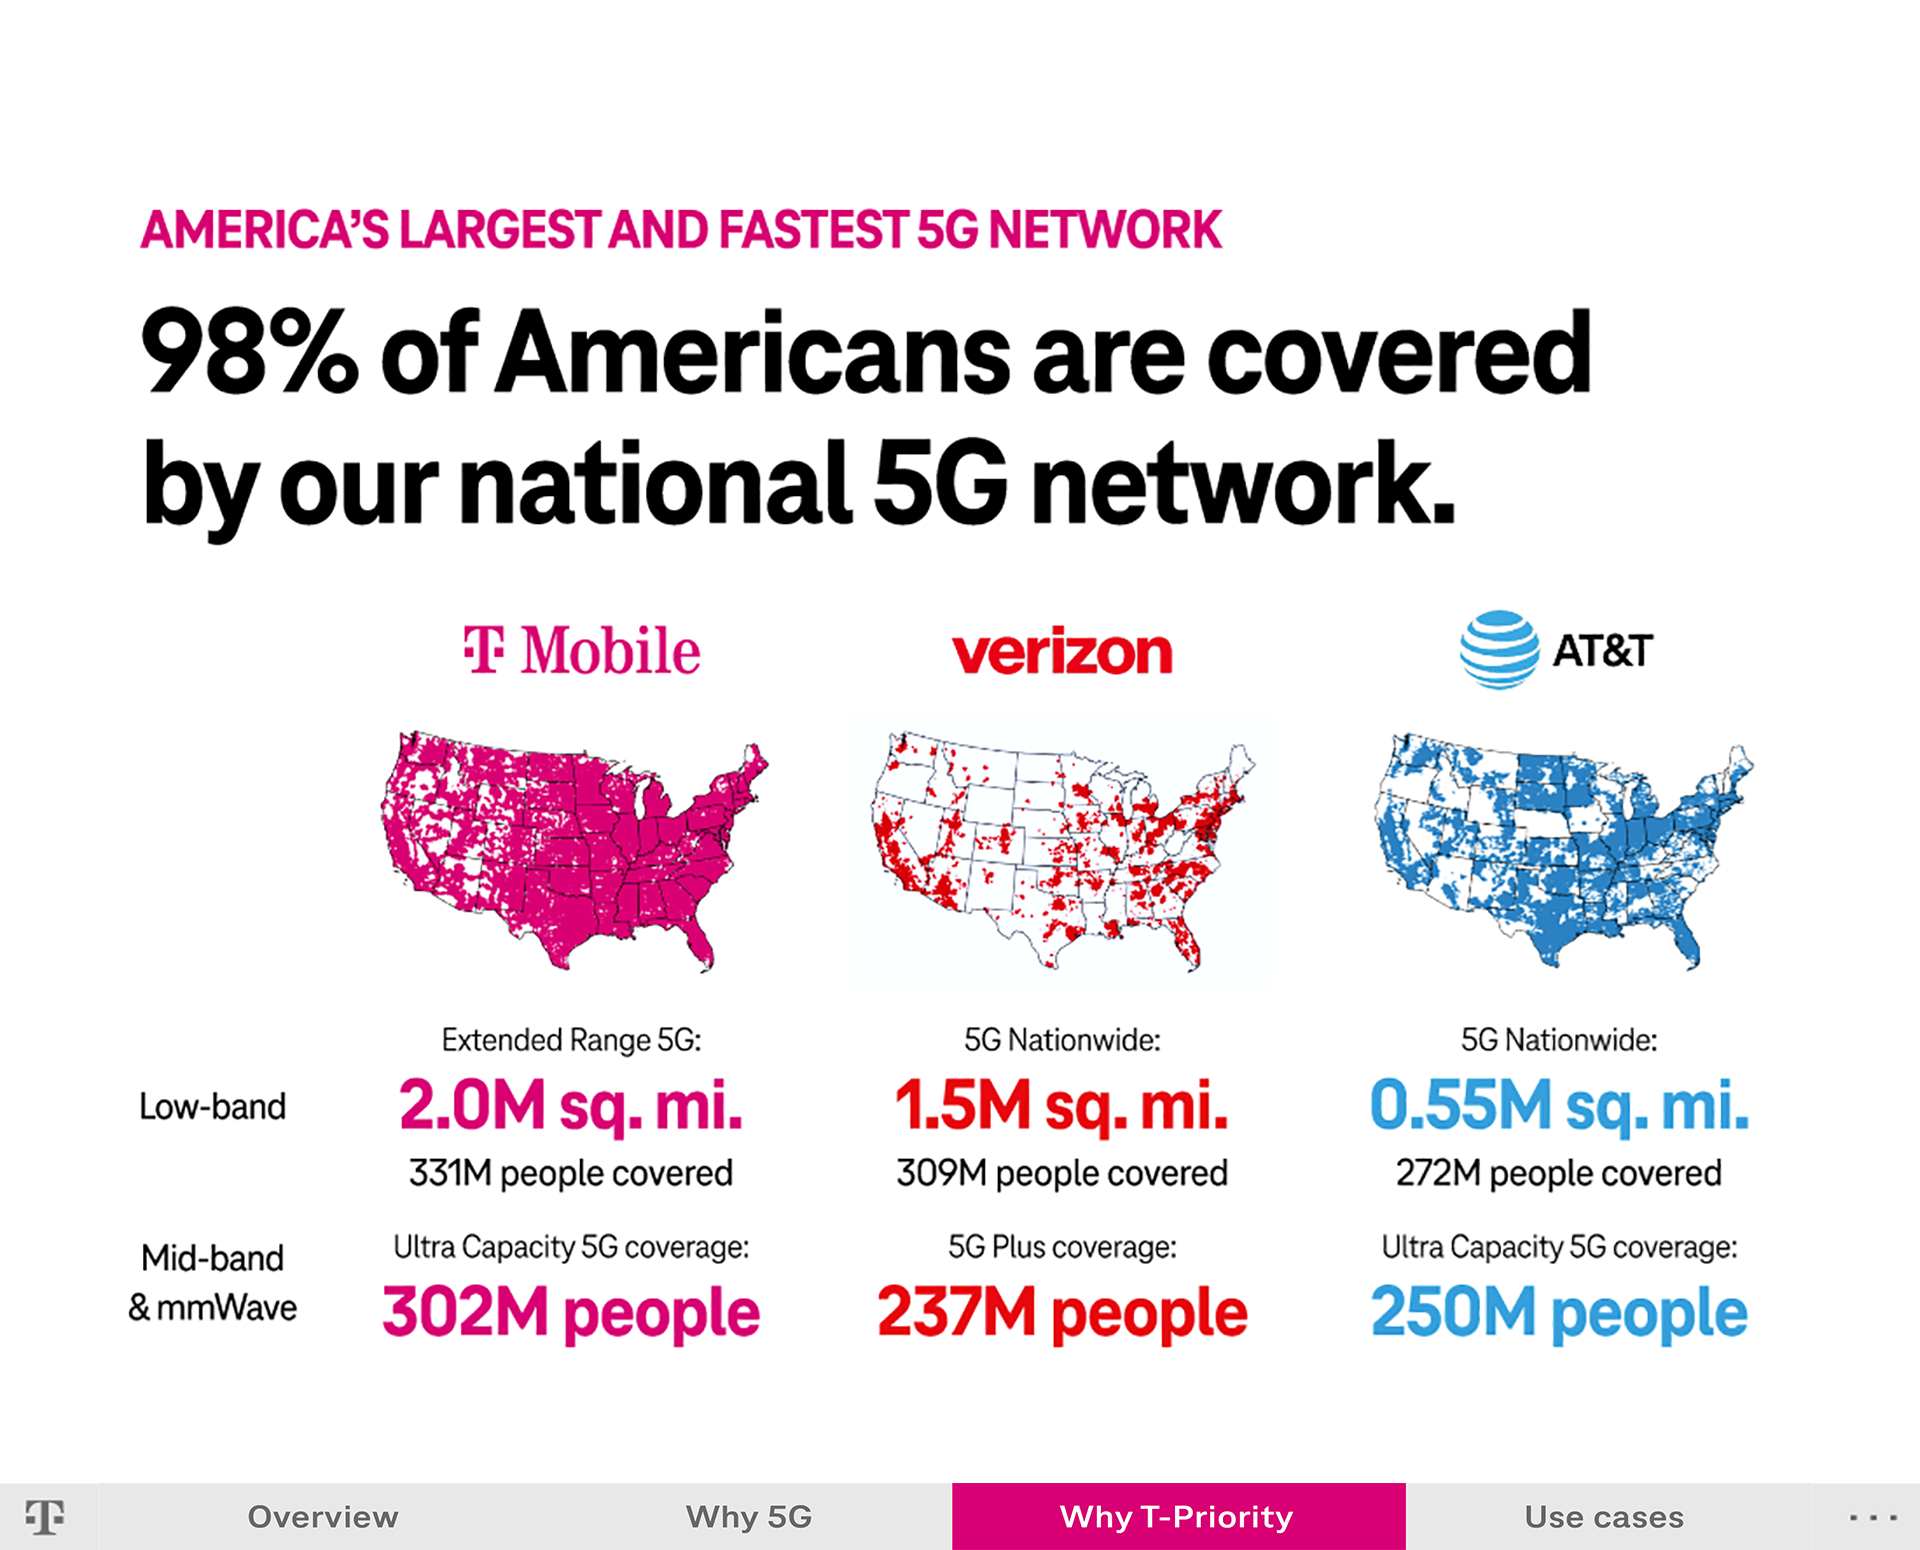 AMERICA'S LARGEST AND FASTEST 5G NETWORK
98% of Americans are covered
by our national 5G network.
T Mobile
verizon
AT&T
Extended Range 5G:
5G Nationwide:
5G Nationwide:
Low-band
2.0M sq. mi.
1.5M sq. mi.
0.55M sq. mi.
331M people covered
309M people covered
272M people covered
Mid-band
& mmWave
Ultra Capacity 5G coverage:
5G Plus coverage:
Ultra Capacity 5G coverage:
302M people
237M people
250M people
T
Overview
Why 5G
Why T-Priority
Use cases
...